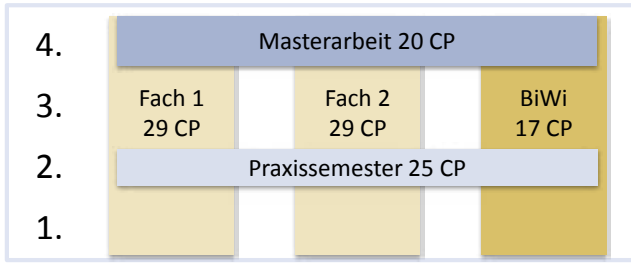 4.
Masterarbeit 20 CP
3.
Fach 1
29 CP
Fach 2
29 CP
BiWi
17 CP
2.
Praxissemester 25 CP
1.